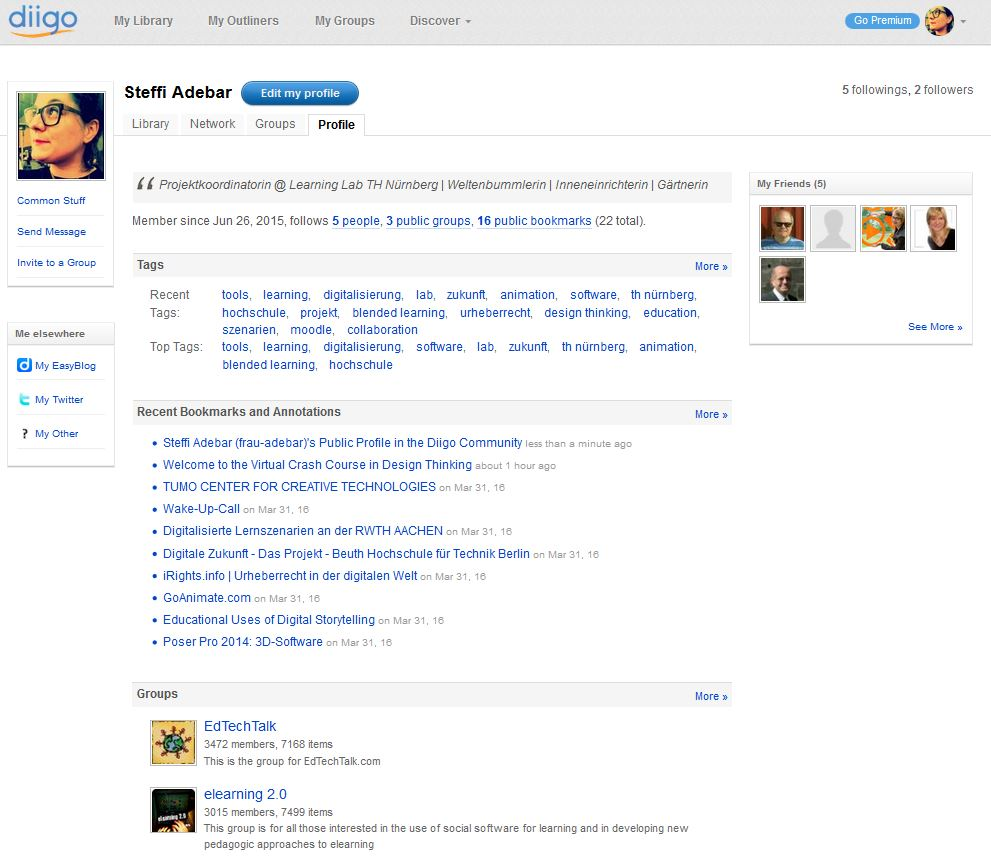 diigo
My Library My Outliners My Groups Discover Go Premium
Steffi Adebar Edit my profile
5 followings, 2 followers
Library Network Groups Profile
Common Stuff
Send Message
Invite to a Group
Me elsewhere
My EasyBlog
My Twitter
? My Other
“ Projektkoordinatorin @ Learning Lab TH Nürnberg | Weltenbummlerin | Inneneinrichterin | Gärtnerin
Member since Jun 26, 2015, follows 5 people, 3 public groups, 16 public bookmarks (22 total).
Tags More »
Recent Tags:
tools, learning, digitalisierung, lab, zukunft, animation, software, th nürnberg,
hochschule, projekt, blended learning, urheberrecht, design thinking, education,
szenarien, moodle, collaboration
Top Tags: tools, learning, digitalisierung, software, lab, zukunft, th nürnberg, animation,
blended learning, hochschule
Recent Bookmarks and Annotations More »
• Steffi Adebar (frau-adebar)'s Public Profile in the Diigo Community less than a minute ago
• Welcome to the Virtual Crash Course in Design Thinking about 1 hour ago
• TUMO CENTER FOR CREATIVE TECHNOLOGIES on Mar 31, 16
• Wake-Up-Call on Mar 31, 16
• Digitalisierte Lernszenarien an der RWTH AACHEN on Mar 31, 16
• Digitale Zukunft - Das Projekt - Beuth Hochschule für Technik Berlin on Mar 31, 16
• iRights.info | Urheberrecht in der digitalen Welt on Mar 31, 16
• GoAnimate.com on Mar 31, 16
• Educational Uses of Digital Storytelling on Mar 31, 16
• Poser Pro 2014: 3D-Software on Mar 31, 16
Groups More »
EdTechTalk
3472 members, 7168 items
This is the group for EdTechTalk.com
elearning 2.0
elearning 2.0
3015 members, 7499 items
This group is for all those interested in the use of social software for learning and in developing new
pedagogic approaches to elearning
My Friends (5)
See More »